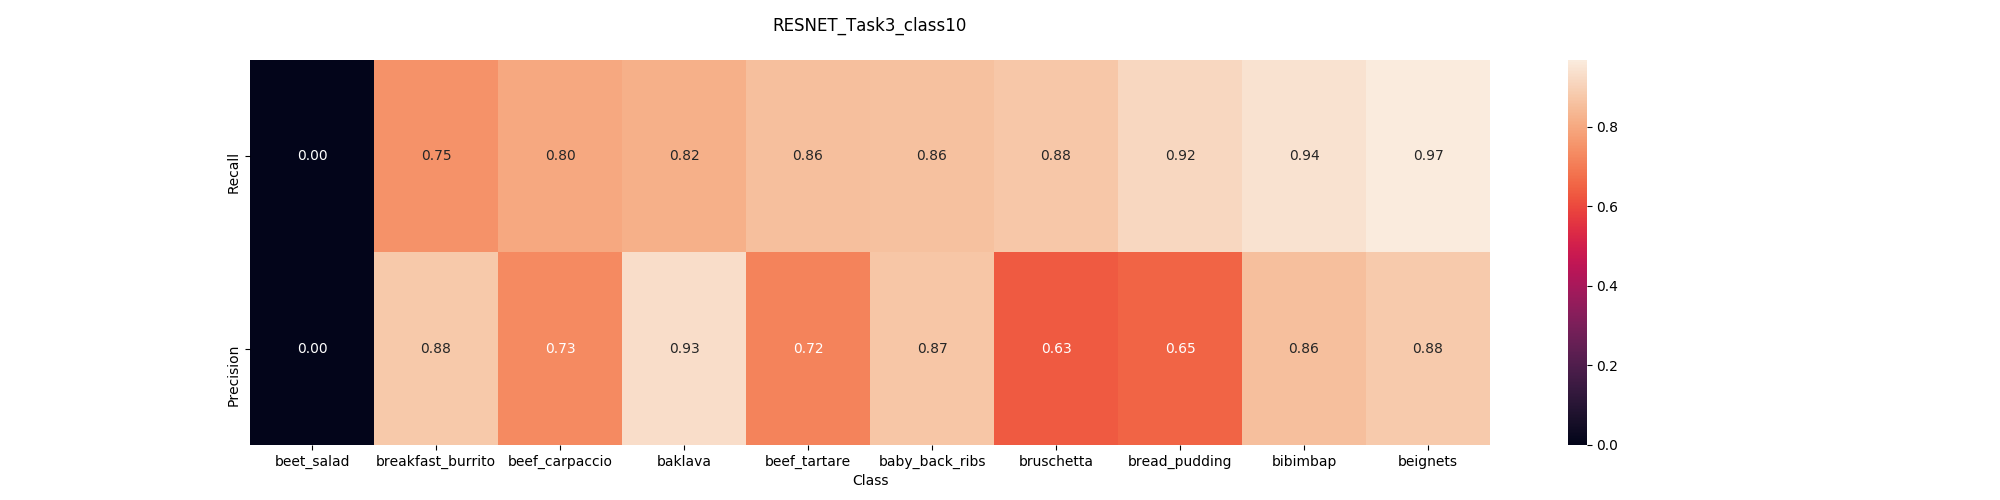 RESNET_Task3_class10
Recall
0.00 0.75 0.80 0.82 0.86 0.86 0.88 0.92 0.94 0.97
Precision
0.00 0.88 0.73 0.93 0.72 0.87 0.63 0.65 0.86 0.88
beet_salad breakfast_burrito beef_carpaccio baklava beef_tartare baby_back_ribs bruschetta bread_pudding bibimbap beignets
Class
0.8
0.6
0.4
0.2
0.0